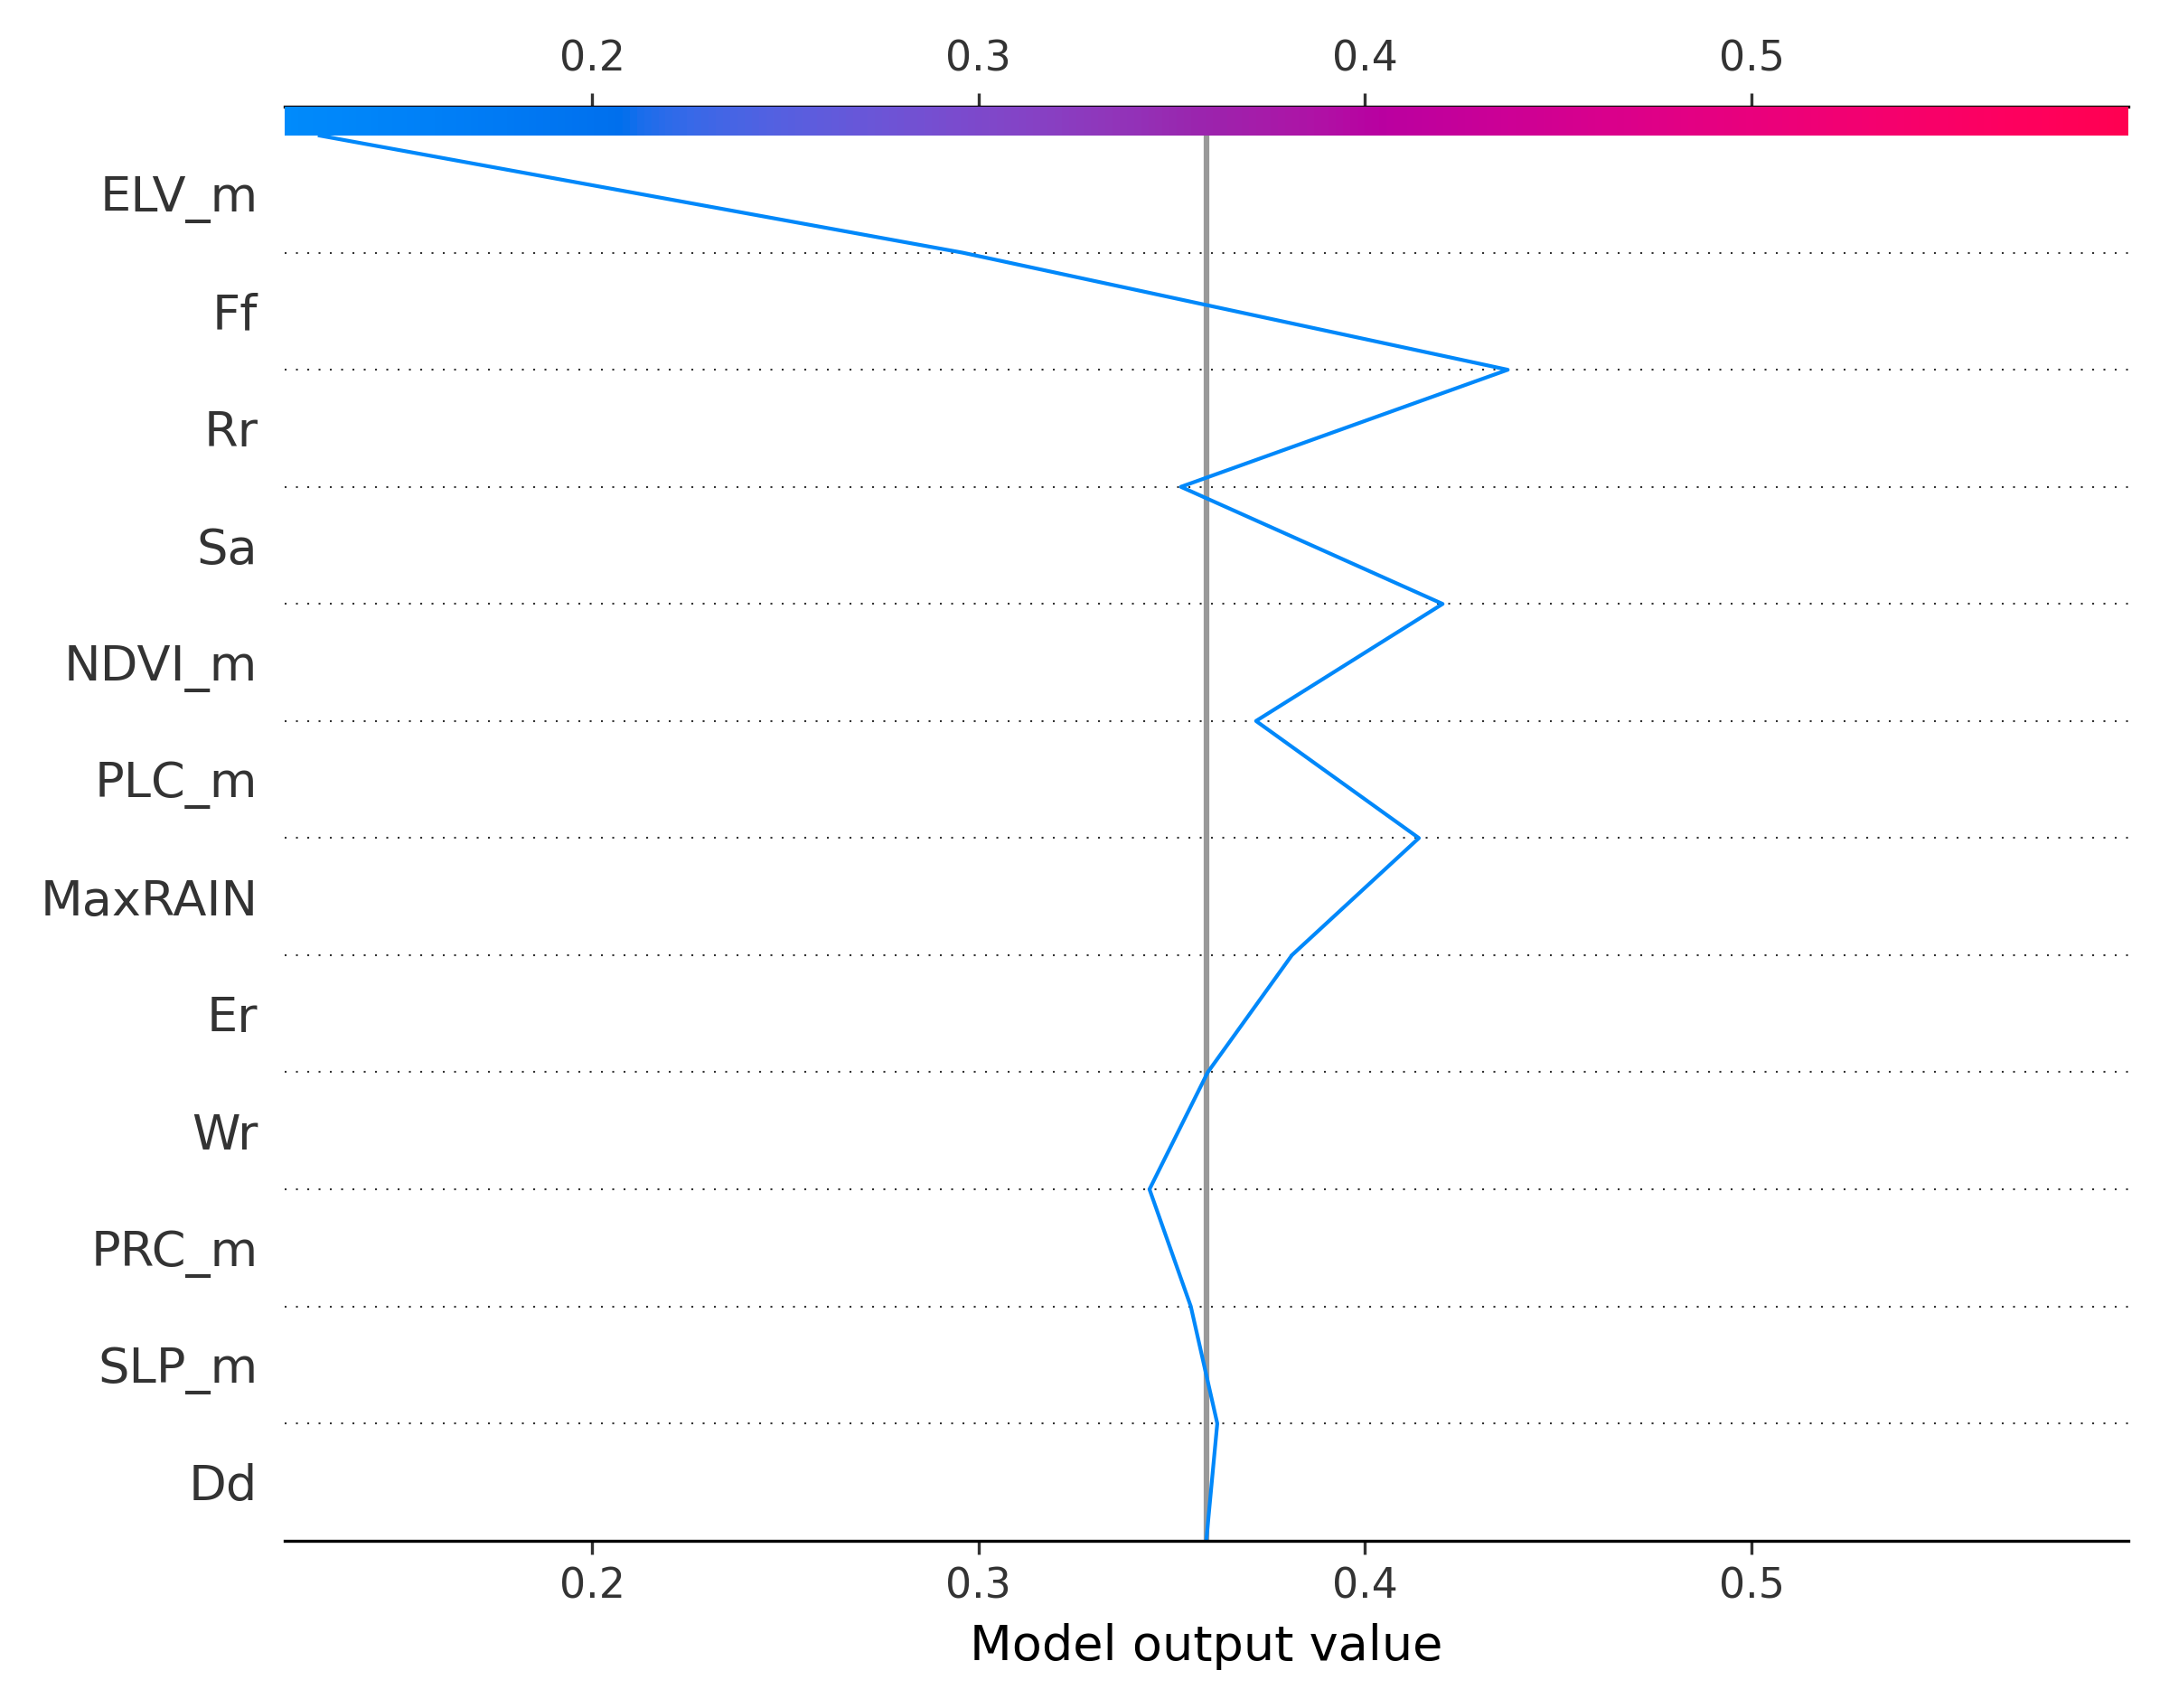 0.2 0.3 0.4 0.5
ELV_m
Ff
Rr
Sa
NDVI_m
PLC_m
MaxRAIN
Er
Wr
PRC_m
SLP_m
Dd
0.2 0.3 0.4 0.5
Model output value